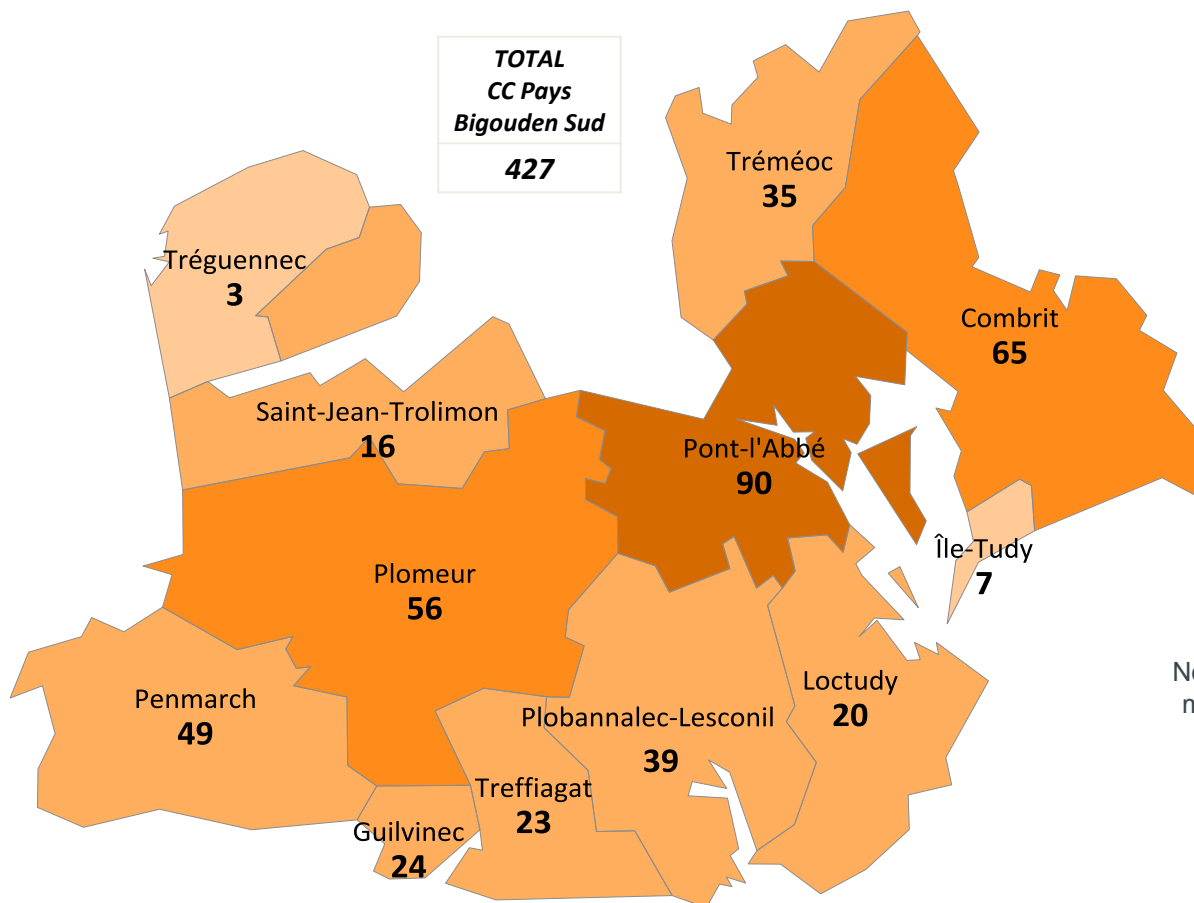 TOTAL
CC Pays
Bigouden Sud
427
Tréméoc
35
Tréguennec
3
Combrit
65
Saint-Jean-Trolimon
16
Pont-l'Abbé
90
Île-Tudy
7
Plomeur
56
Penmarch
49
Loctudy
20
Plobannalec-Lesconil
39
Treffiagat
23
Guilvinec
24